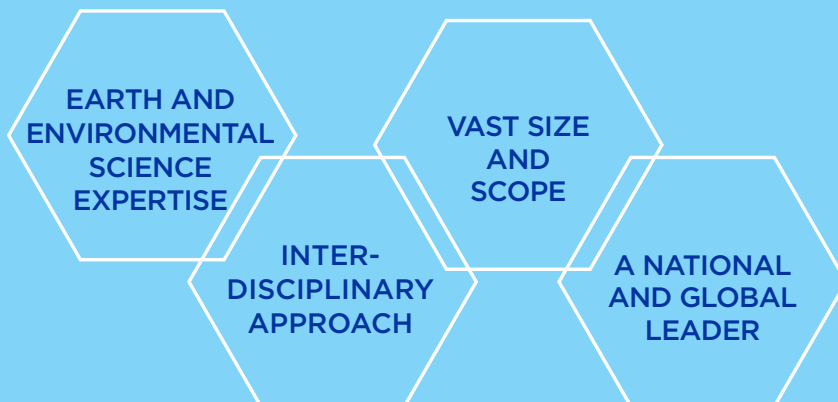 EARTH AND
ENVIRONMENTAL
SCIENCE
EXPERTISE
INTER-
DISCIPLINARY
APPROACH
VAST SIZE
AND
SCOPE
A NATIONAL
AND GLOBAL
LEADER